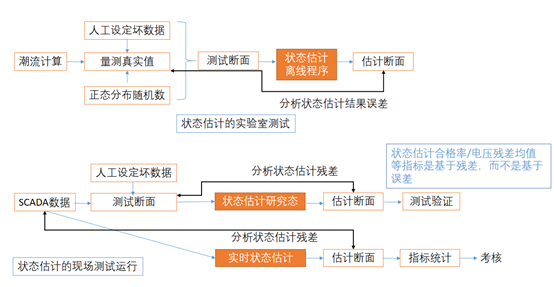 人工设定坏数据
潮流计算
量测真实值
测试断面
状态估计
离线程序
估计断面
正态分布随机数
分析状态估计结果误差
状态估计的实验室测试
状态估计合格率/电压残差均值
等指标是基于残差,而不是基于
误差
人工设定坏数据
分析状态估计残差
SCADA数据
测试断面
状态估计研究态
估计断面
测试验证
分析状态估计残差
状态估计的现场测试运行
实时状态估计
估计断面
指标统计
考核